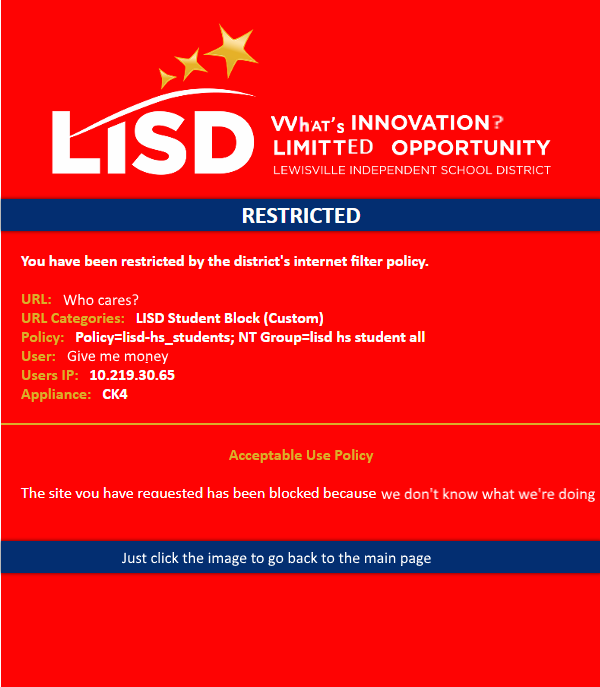 LISD
WhAT's INNOVATION?
LIMITTED OPPORTUNITY
LEWISVILLE INDEPENDENT SCHOOL DISTRICT
RESTRICTED
You have been restricted by the district's internet filter policy.
URL: Who cares?
URL Categories: LISD Student Block (Custom)
Policy: Policy=lisd-hs_students; NT Group=lisd hs student all
User: Give me money
Users IP: 10.219.30.65
Appliance: CK4
Acceptable Use Policy
The site you have requested has been blocked because we don't know what we're doing
Just click the image to go back to the main page